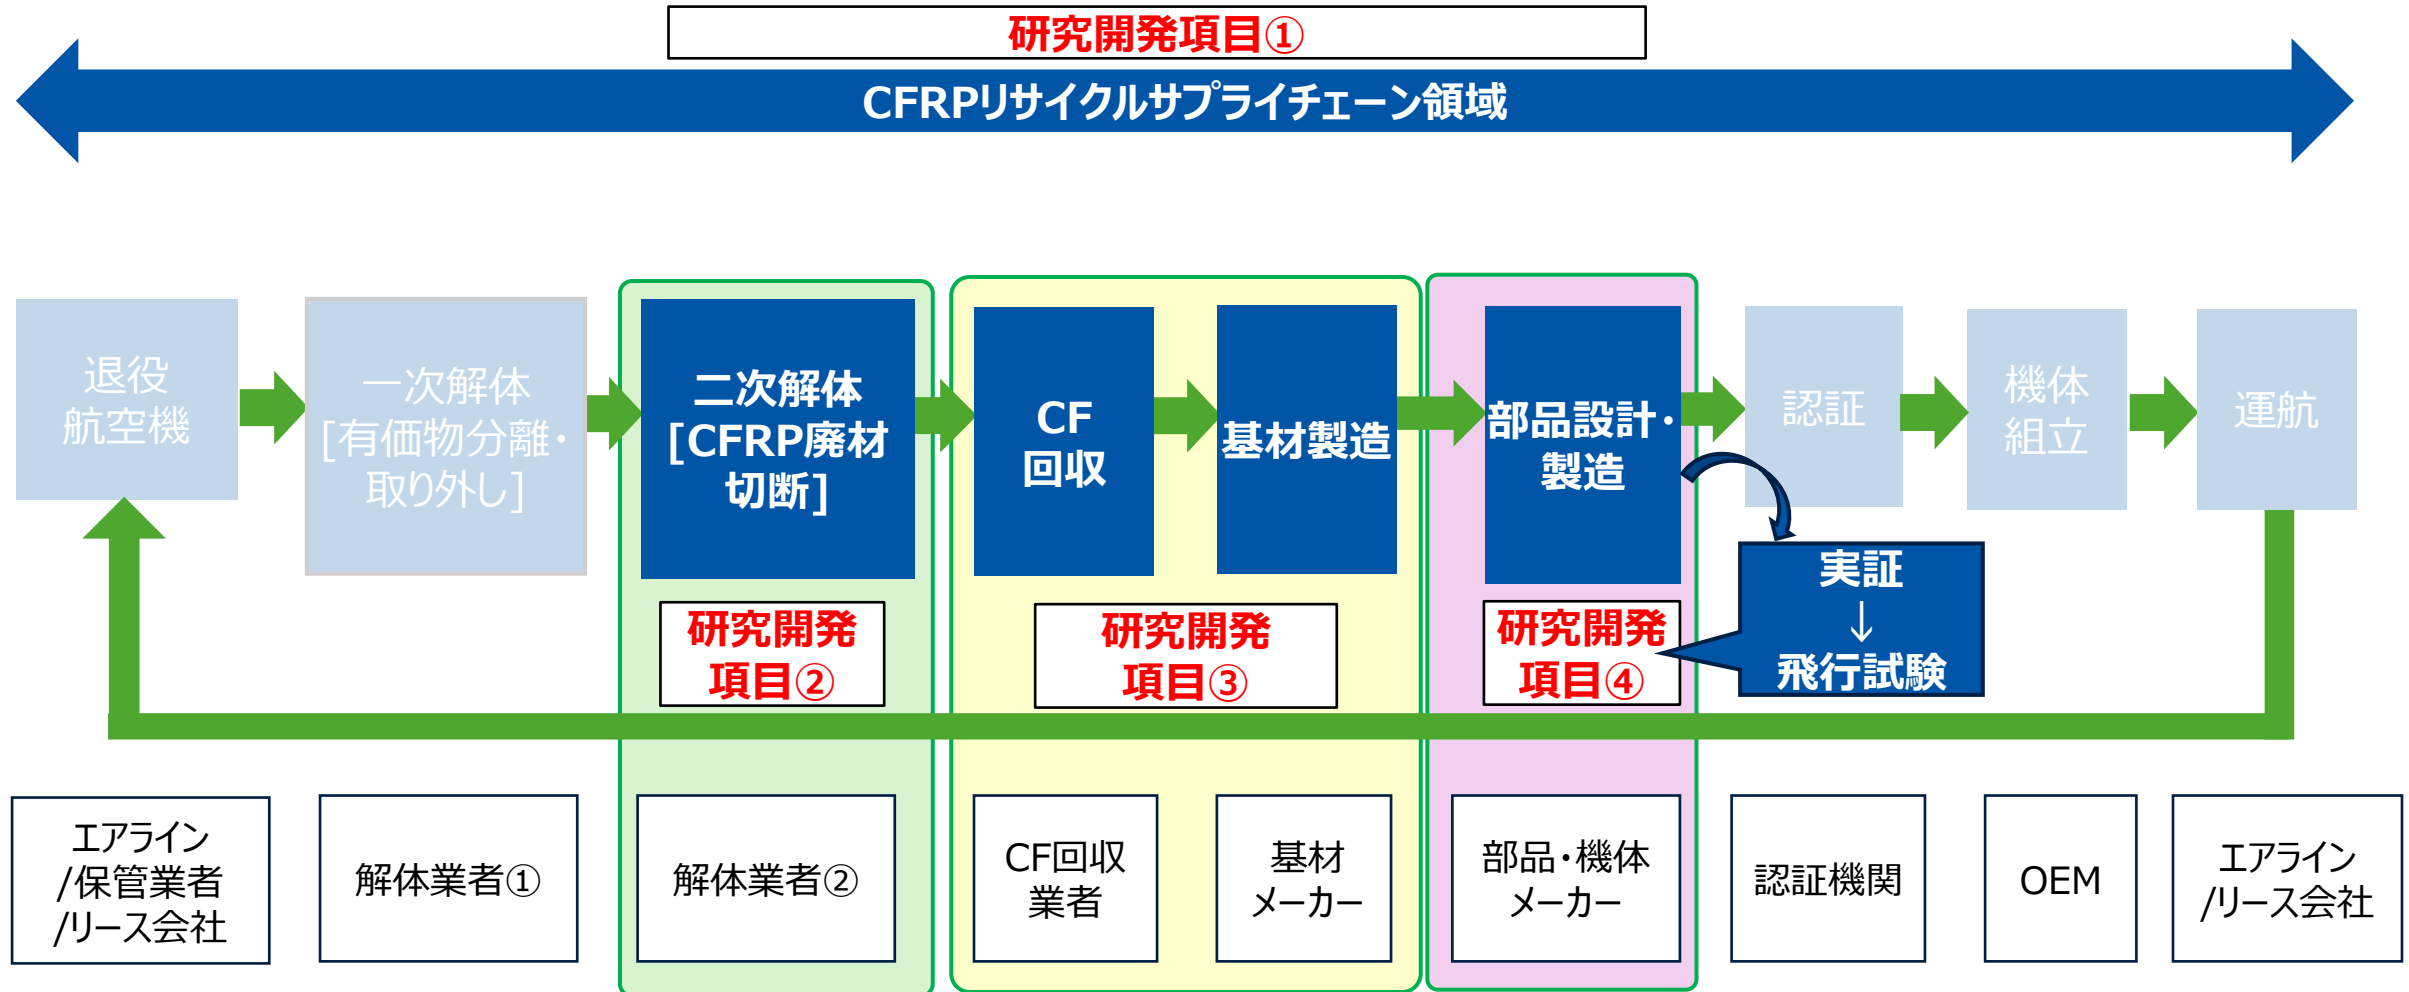 研究開発項目①
CFRPリサイクルサプライチェーン領域
退役
航空機
一次解体
[有価物分離・
取り外し]
二次解体
[CFRP廃材
切断]
CF
回収
基材製造
部品設計・
製造
認証
機体
組立
運航
実証
↓
飛行試験
研究開発
項目②
研究開発
項目③
研究開発
項目④
エアライン
/保管業者
/リース会社
解体業者①
解体業者②
CF回収
業者
基材
メーカー
部品・機体
メーカー
認証機関
OEM
エアライン
/リース会社